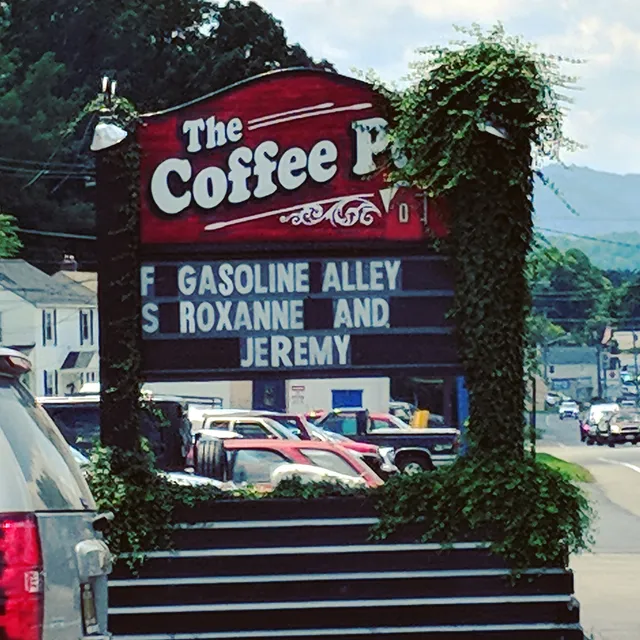 The
Coffee P
F GASOLINE ALLEY
S ROXANNE AND
JEREMY